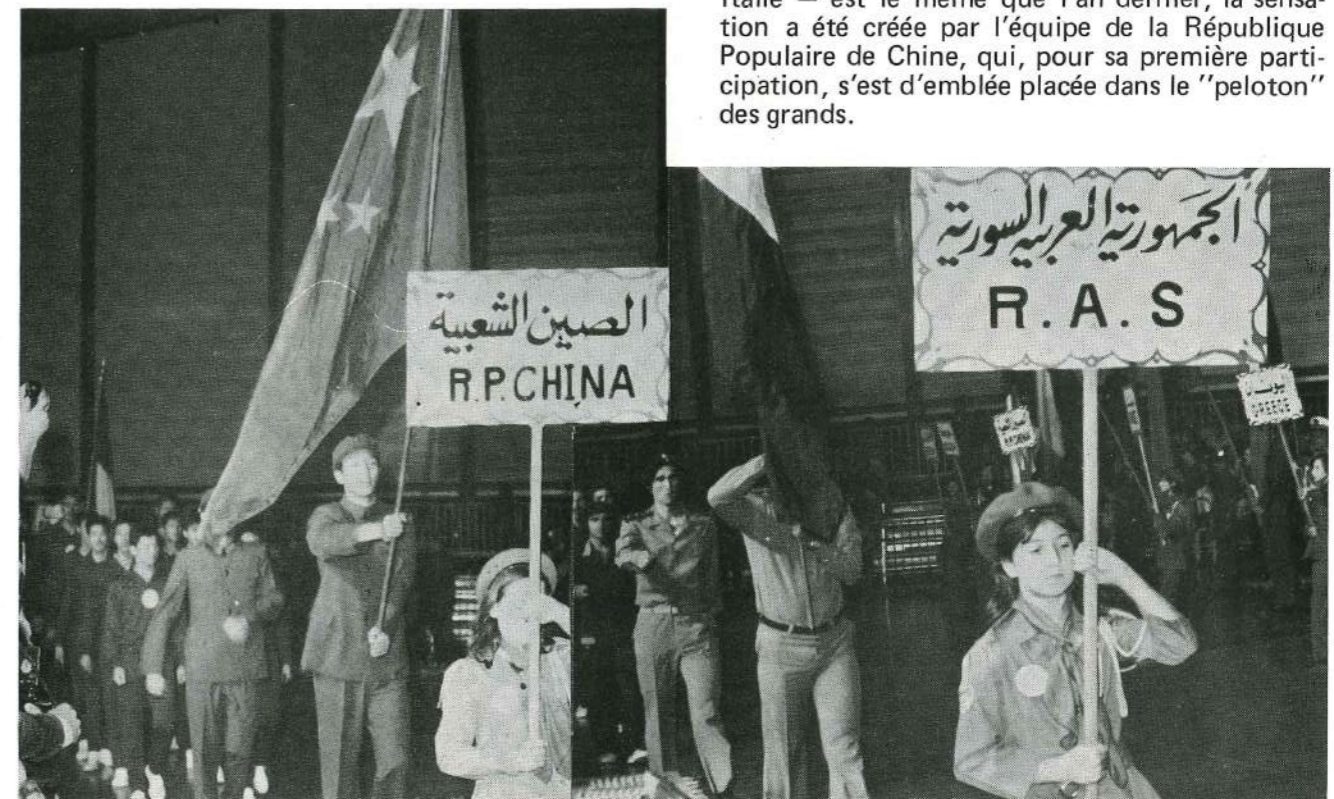 Italie — est le même que l'an dernier, la sensa-
tion a été créée par l'équipe de la République
Populaire de Chine, qui, pour sa première parti-
cipation, s'est d'emblée placée dans le ''peloton''
des grands.
الصين الشعبية
R.P.CHINA
الجمهورية العربية السورية
R.A.S
GREECE